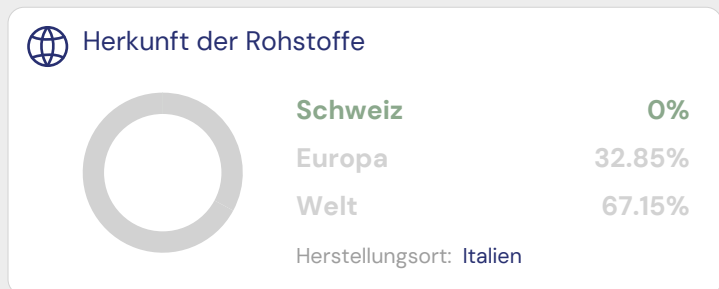 Herkunft der Rohstoffe
Schweiz 0%
Europa 32.85%
Welt 67.15%
Herstellungsort: Italien